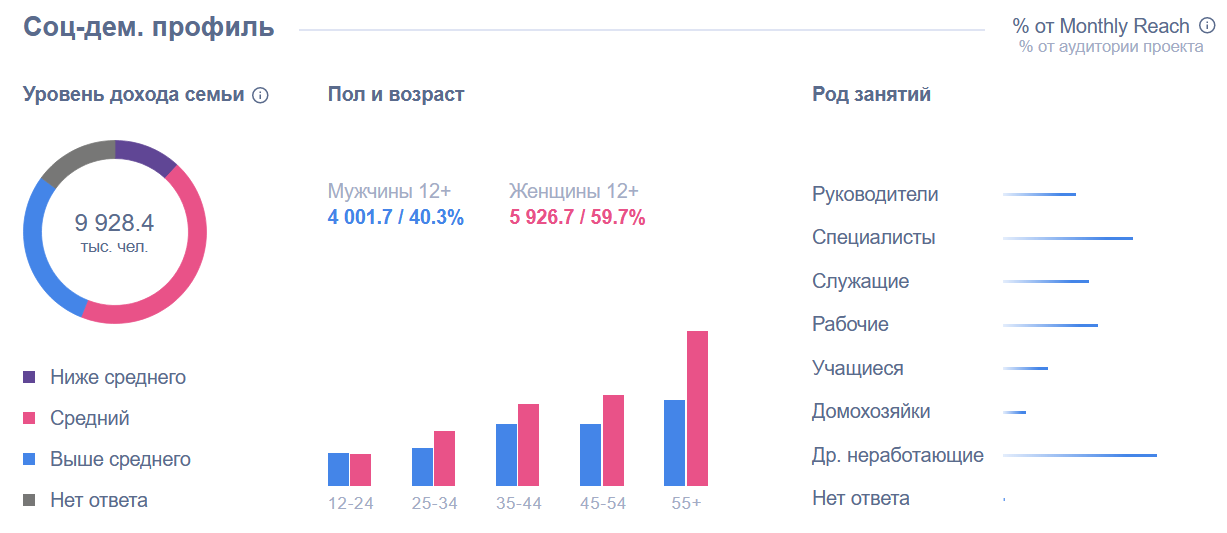 Соц-дем. профиль
% от Monthly Reach
% от аудитории проекта
Уровень дохода семьи
9 928.4
тыс. чел.
Ниже среднего
Средний
Выше среднего
Нет ответа
Пол и возраст
Мужчины 12+
4 001.7 / 40.3%
Женщины 12+
5 926.7 / 59.7%
12-24
25-34
35-44
45-54
55+
Род занятий
Руководители
Специалисты
Служащие
Рабочие
Учащиеся
Домохозяйки
Др. неработающие
Нет ответа